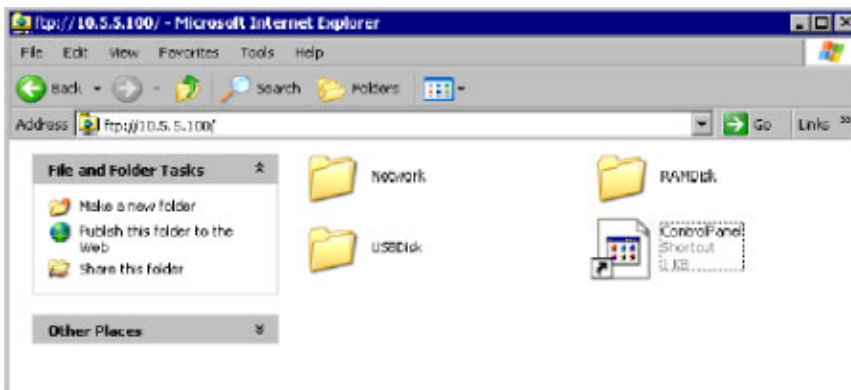 ftp://10.5.5.100/ - Microsoft Internet Explorer
File Edit View Favorites Tools Help
Back Search Folders
Address ftp://10.5.5.100/ Go Links »
File and Folder Tasks
Make a new folder
Publish this folder to the
Web
Share this folder
Other Places
Network
RAMDisk
USBDisk
ControlPanel
Shortcut
1 KB